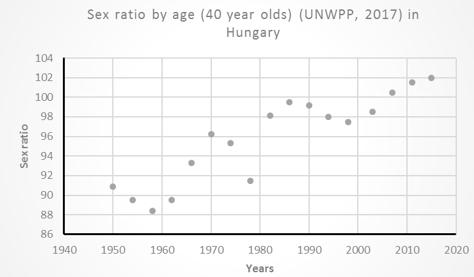 Sex ratio by age (40 year olds) (UNWPP, 2017) in
Hungary
104
102
100
98
96
94
92
90
88
86
Sex ratio
1940 1950 1960 1970 1980 1990 2000 2010 2020
Years